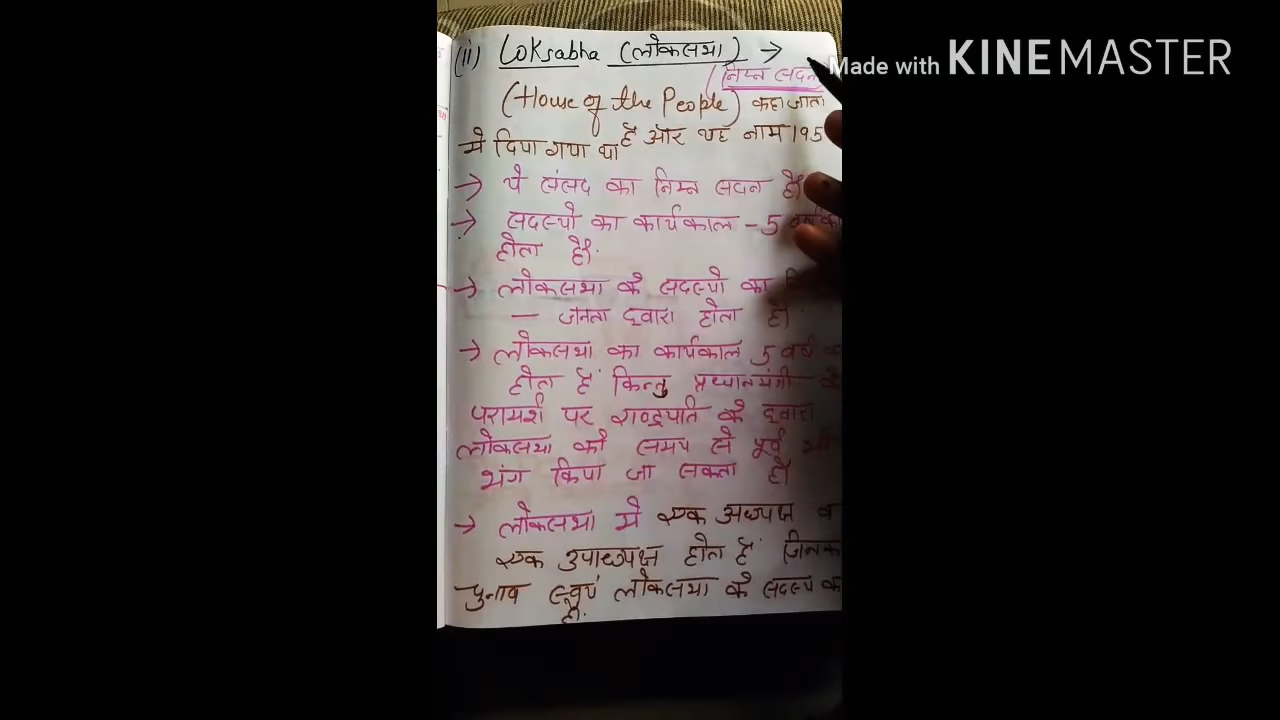 (ii) Loksabha (लोकसभा) →
Made with KINEMASTER
(निम्न सदन
(House of the People) कहा जाता
है और यह नाम 195
मे दिया गया था
→ ये संसद का निम्न सदन है।
→ सदस्यो का कार्यकाल - 5 वर्ष का
होता है।
→ लोकसभा के सदस्यो का
— जनता द्वारा होता है।
→ लोकसभा का कार्यकाल 5 वर्ष
होता है किन्तु प्रधानमंत्री के
परामर्श पर राष्ट्रपति के द्वारा
लोकसभा को समय से पूर्व भी
भंग किया जा सकता है।
→ लोकसभा मे एक अध्यक्ष व
एक उपाध्यक्ष होता है जिनक
चुनाव स्वयं लोकसभा के सदस्य क
है।